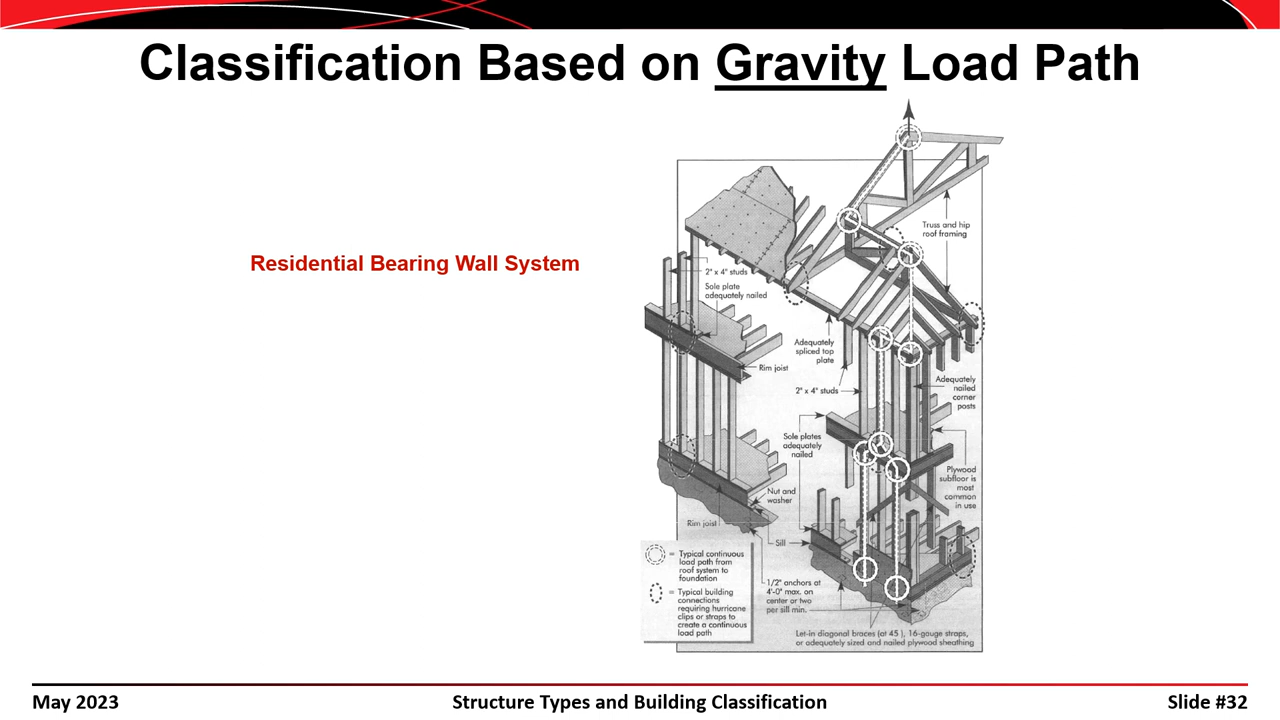 Classification Based on Gravity Load Path
Residential Bearing Wall System
Truss and hip
roof framing
2" x 4" studs
Sole plate
adequately nailed
Adequately
spliced top
plate
Rim joist
2" x 4" studs
Adequately
nailed
corner
posts
Sole plates
adequately
nailed
Plywood
subfloor is
most
common
in use
Nut and
washer
Rim joist
Sill
= Typical continuous
load path from
roof system to
foundation
= Typical building
connections
requiring hurricane
clips or straps to
create a continuous
load path
1/2" anchors at
4'-0" max. on
center or two
per sill min.
Let-in diagonal braces (at 45 ), 16-gauge straps,
or adequately sized and nailed plywood sheathing
May 2023
Structure Types and Building Classification
Slide #32